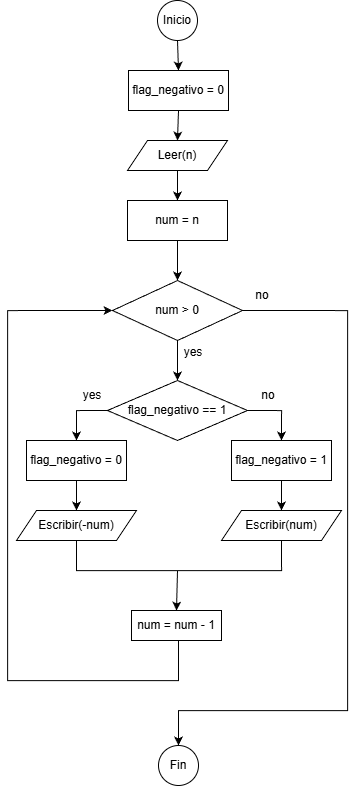 Inicio
flag_negativo = 0
Leer(n)
num = n
num > 0
no
yes
yes
flag_negativo == 1
no
flag_negativo = 0
flag_negativo = 1
Escribir(-num)
Escribir(num)
num = num - 1
Fin